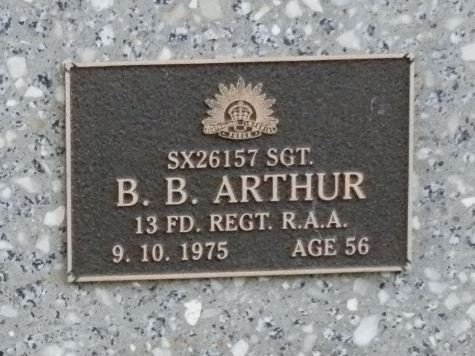 SX26157 SGT.
B. B. ARTHUR
13 FD. REGT. R.A.A.
9. 10. 1975 AGE 56